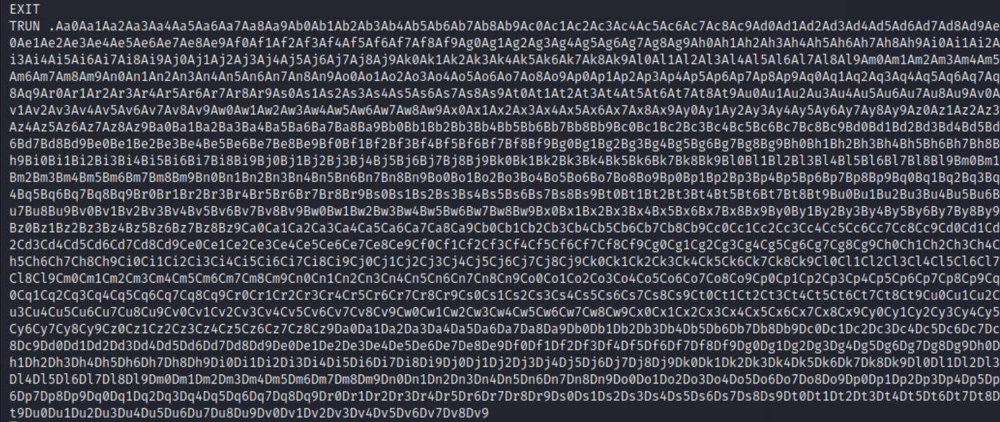 EXIT
TRUN .Aa0Aa1Aa2Aa3Aa4Aa5Aa6Aa7Aa8Aa9Ab0Ab1Ab2Ab3Ab4Ab5Ab6Ab7Ab8Ab9Ac0Ac1Ac2Ac3Ac4Ac5Ac6Ac7Ac8Ac9Ad0Ad1Ad2Ad3Ad4Ad5Ad6Ad7Ad8Ad9Ae
0Ae1Ae2Ae3Ae4Ae5Ae6Ae7Ae8Ae9Af0Af1Af2Af3Af4Af5Af6Af7Af8Af9Ag0Ag1Ag2Ag3Ag4Ag5Ag6Ag7Ag8Ag9Ah0Ah1Ah2Ah3Ah4Ah5Ah6Ah7Ah8Ah9Ai0Ai1Ai2A
i3Ai4Ai5Ai6Ai7Ai8Ai9Aj0Aj1Aj2Aj3Aj4Aj5Aj6Aj7Aj8Aj9Ak0Ak1Ak2Ak3Ak4Ak5Ak6Ak7Ak8Ak9Al0Al1Al2Al3Al4Al5Al6Al7Al8Al9Am0Am1Am2Am3Am4Am5
Am6Am7Am8Am9An0An1An2An3An4An5An6An7An8An9Ao0Ao1Ao2Ao3Ao4Ao5Ao6Ao7Ao8Ao9Ap0Ap1Ap2Ap3Ap4Ap5Ap6Ap7Ap8Ap9Aq0Aq1Aq2Aq3Aq4Aq5Aq6Aq7Aq
8Aq9Ar0Ar1Ar2Ar3Ar4Ar5Ar6Ar7Ar8Ar9As0As1As2As3As4As5As6As7As8As9At0At1At2At3At4At5At6At7At8At9Au0Au1Au2Au3Au4Au5Au6Au7Au8Au9Av0A
v1Av2Av3Av4Av5Av6Av7Av8Av9Aw0Aw1Aw2Aw3Aw4Aw5Aw6Aw7Aw8Aw9Ax0Ax1Ax2Ax3Ax4Ax5Ax6Ax7Ax8Ax9Ay0Ay1Ay2Ay3Ay4Ay5Ay6Ay7Ay8Ay9Az0Az1Az2Az3
Az4Az5Az6Az7Az8Az9Ba0Ba1Ba2Ba3Ba4Ba5Ba6Ba7Ba8Ba9Bb0Bb1Bb2Bb3Bb4Bb5Bb6Bb7Bb8Bb9Bc0Bc1Bc2Bc3Bc4Bc5Bc6Bc7Bc8Bc9Bd0Bd1Bd2Bd3Bd4Bd5Bd
6Bd7Bd8Bd9Be0Be1Be2Be3Be4Be5Be6Be7Be8Be9Bf0Bf1Bf2Bf3Bf4Bf5Bf6Bf7Bf8Bf9Bg0Bg1Bg2Bg3Bg4Bg5Bg6Bg7Bg8Bg9Bh0Bh1Bh2Bh3Bh4Bh5Bh6Bh7Bh8B
h9Bi0Bi1Bi2Bi3Bi4Bi5Bi6Bi7Bi8Bi9Bj0Bj1Bj2Bj3Bj4Bj5Bj6Bj7Bj8Bj9Bk0Bk1Bk2Bk3Bk4Bk5Bk6Bk7Bk8Bk9Bl0Bl1Bl2Bl3Bl4Bl5Bl6Bl7Bl8Bl9Bm0Bm1
Bm2Bm3Bm4Bm5Bm6Bm7Bm8Bm9Bn0Bn1Bn2Bn3Bn4Bn5Bn6Bn7Bn8Bn9Bo0Bo1Bo2Bo3Bo4Bo5Bo6Bo7Bo8Bo9Bp0Bp1Bp2Bp3Bp4Bp5Bp6Bp7Bp8Bp9Bq0Bq1Bq2Bq3Bq
4Bq5Bq6Bq7Bq8Bq9Br0Br1Br2Br3Br4Br5Br6Br7Br8Br9Bs0Bs1Bs2Bs3Bs4Bs5Bs6Bs7Bs8Bs9Bt0Bt1Bt2Bt3Bt4Bt5Bt6Bt7Bt8Bt9Bu0Bu1Bu2Bu3Bu4Bu5Bu6B
u7Bu8Bu9Bv0Bv1Bv2Bv3Bv4Bv5Bv6Bv7Bv8Bv9Bw0Bw1Bw2Bw3Bw4Bw5Bw6Bw7Bw8Bw9Bx0Bx1Bx2Bx3Bx4Bx5Bx6Bx7Bx8Bx9By0By1By2By3By4By5By6By7By8By9
Bz0Bz1Bz2Bz3Bz4Bz5Bz6Bz7Bz8Bz9Ca0Ca1Ca2Ca3Ca4Ca5Ca6Ca7Ca8Ca9Cb0Cb1Cb2Cb3Cb4Cb5Cb6Cb7Cb8Cb9Cc0Cc1Cc2Cc3Cc4Cc5Cc6Cc7Cc8Cc9Cd0Cd1Cd
2Cd3Cd4Cd5Cd6Cd7Cd8Cd9Ce0Ce1Ce2Ce3Ce4Ce5Ce6Ce7Ce8Ce9Cf0Cf1Cf2Cf3Cf4Cf5Cf6Cf7Cf8Cf9Cg0Cg1Cg2Cg3Cg4Cg5Cg6Cg7Cg8Cg9Ch0Ch1Ch2Ch3Ch4C
h5Ch6Ch7Ch8Ch9Ci0Ci1Ci2Ci3Ci4Ci5Ci6Ci7Ci8Ci9Cj0Cj1Cj2Cj3Cj4Cj5Cj6Cj7Cj8Cj9Ck0Ck1Ck2Ck3Ck4Ck5Ck6Ck7Ck8Ck9Cl0Cl1Cl2Cl3Cl4Cl5Cl6Cl7
Cl8Cl9Cm0Cm1Cm2Cm3Cm4Cm5Cm6Cm7Cm8Cm9Cn0Cn1Cn2Cn3Cn4Cn5Cn6Cn7Cn8Cn9Co0Co1Co2Co3Co4Co5Co6Co7Co8Co9Cp0Cp1Cp2Cp3Cp4Cp5Cp6Cp7Cp8Cp9Cq
0Cq1Cq2Cq3Cq4Cq5Cq6Cq7Cq8Cq9Cr0Cr1Cr2Cr3Cr4Cr5Cr6Cr7Cr8Cr9Cs0Cs1Cs2Cs3Cs4Cs5Cs6Cs7Cs8Cs9Ct0Ct1Ct2Ct3Ct4Ct5Ct6Ct7Ct8Ct9Cu0Cu1Cu2C
u3Cu4Cu5Cu6Cu7Cu8Cu9Cv0Cv1Cv2Cv3Cv4Cv5Cv6Cv7Cv8Cv9Cw0Cw1Cw2Cw3Cw4Cw5Cw6Cw7Cw8Cw9Cx0Cx1Cx2Cx3Cx4Cx5Cx6Cx7Cx8Cx9Cy0Cy1Cy2Cy3Cy4Cy5
Cy6Cy7Cy8Cy9Cz0Cz1Cz2Cz3Cz4Cz5Cz6Cz7Cz8Cz9Da0Da1Da2Da3Da4Da5Da6Da7Da8Da9Db0Db1Db2Db3Db4Db5Db6Db7Db8Db9Dc0Dc1Dc2Dc3Dc4Dc5Dc6Dc7Dc
8Dc9Dd0Dd1Dd2Dd3Dd4Dd5Dd6Dd7Dd8Dd9De0De1De2De3De4De5De6De7De8De9Df0Df1Df2Df3Df4Df5Df6Df7Df8Df9Dg0Dg1Dg2Dg3Dg4Dg5Dg6Dg7Dg8Dg9Dh0D
h1Dh2Dh3Dh4Dh5Dh6Dh7Dh8Dh9Di0Di1Di2Di3Di4Di5Di6Di7Di8Di9Dj0Dj1Dj2Dj3Dj4Dj5Dj6Dj7Dj8Dj9Dk0Dk1Dk2Dk3Dk4Dk5Dk6Dk7Dk8Dk9Dl0Dl1Dl2Dl3
Dl4Dl5Dl6Dl7Dl8Dl9Dm0Dm1Dm2Dm3Dm4Dm5Dm6Dm7Dm8Dm9Dn0Dn1Dn2Dn3Dn4Dn5Dn6Dn7Dn8Dn9Do0Do1Do2Do3Do4Do5Do6Do7Do8Do9Dp0Dp1Dp2Dp3Dp4Dp5Dp
6Dp7Dp8Dp9Dq0Dq1Dq2Dq3Dq4Dq5Dq6Dq7Dq8Dq9Dr0Dr1Dr2Dr3Dr4Dr5Dr6Dr7Dr8Dr9Ds0Ds1Ds2Ds3Ds4Ds5Ds6Ds7Ds8Ds9Dt0Dt1Dt2Dt3Dt4Dt5Dt6Dt7Dt8D
t9Du0Du1Du2Du3Du4Du5Du6Du7Du8Du9Dv0Dv1Dv2Dv3Dv4Dv5Dv6Dv7Dv8Dv9